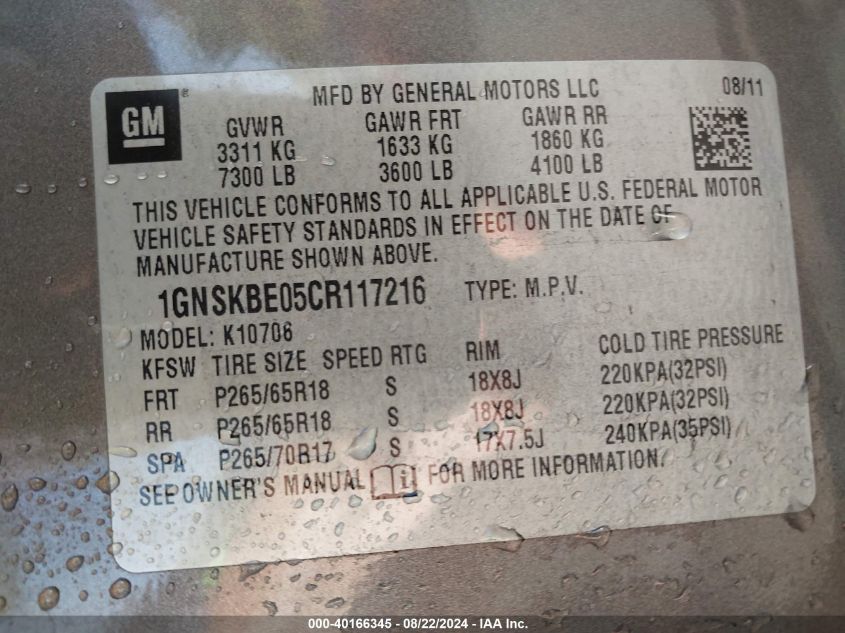 GM ® MFD BY GENERAL MOTORS LLC 08/11
GVWR GAWR FRT GAWR RR
3311 KG 1633 KG 1860 KG
7300 LB 3600 LB 4100 LB
THIS VEHICLE CONFORMS TO ALL APPLICABLE U.S. FEDERAL MOTOR
VEHICLE SAFETY STANDARDS IN EFFECT ON THE DATE OF
MANUFACTURE SHOWN ABOVE.
1GNSKBE05CR117216 TYPE: M.P.V.
MODEL: K10706
KFSW TIRE SIZE SPEED RTG RIM COLD TIRE PRESSURE
FRT P265/65R18 S 18X8J 220KPA(32PSI)
RR P265/65R18 S 18X8J 220KPA(32PSI)
SPA P265/70R17 S 17X7.5J 240KPA(35PSI)
SEE OWNER'S MANUAL FOR MORE INFORMATION.
000-40166345 - 08/22/2024 - IAA Inc.